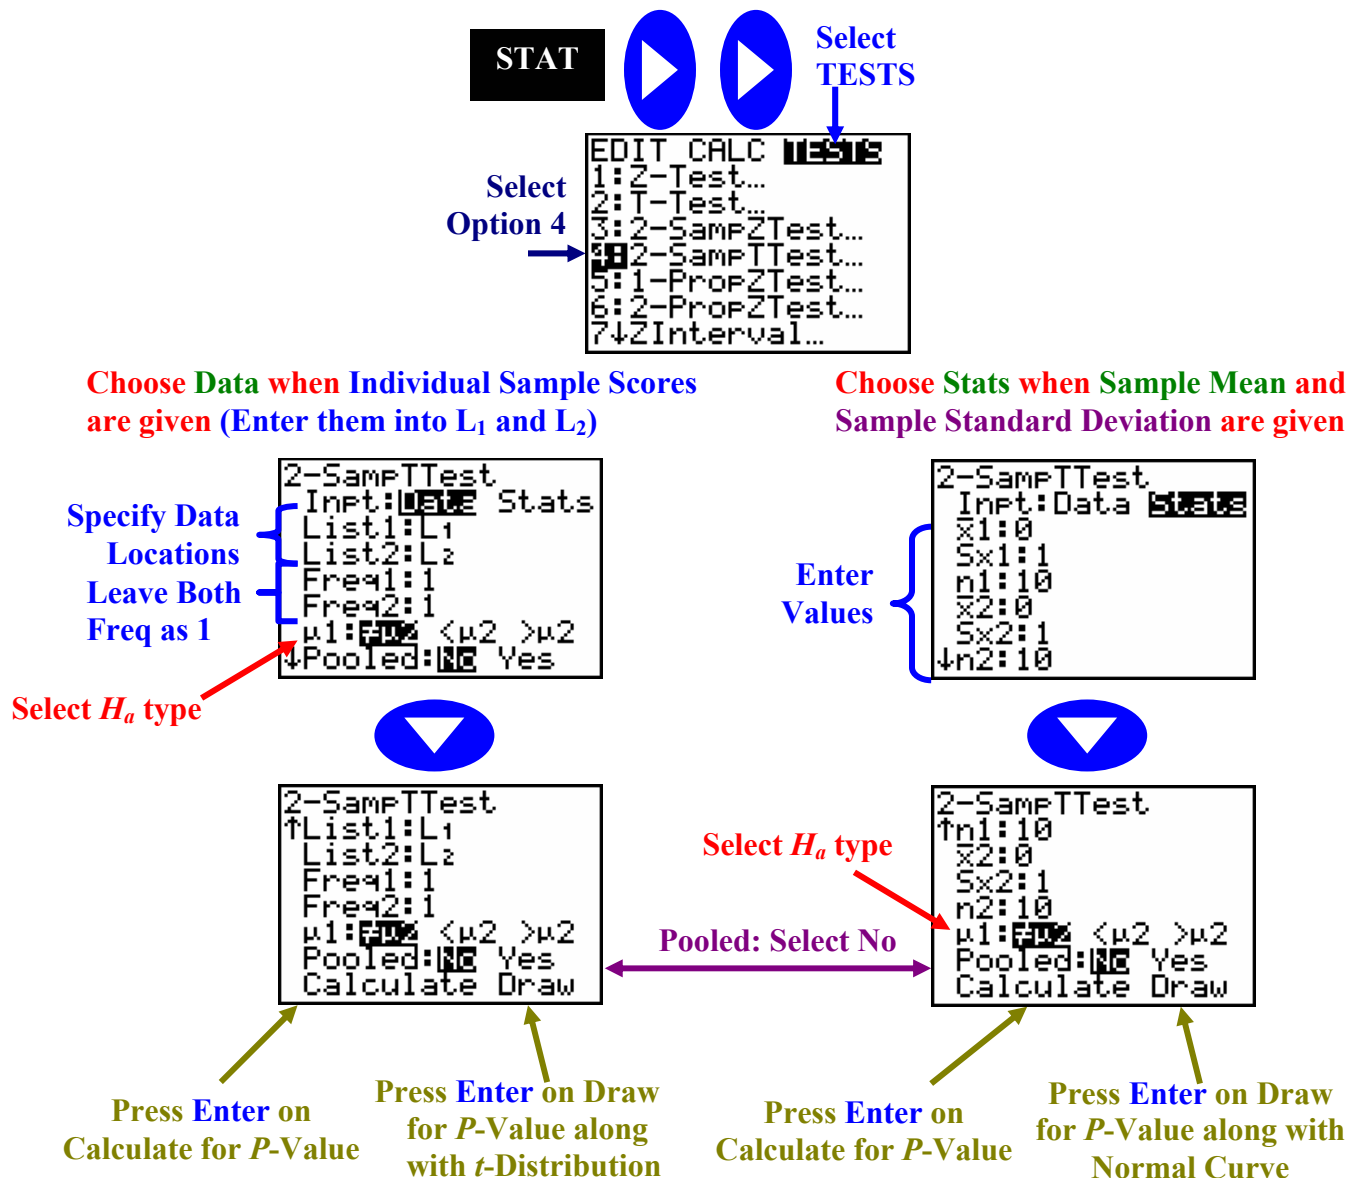 STAT
Select
TESTS
EDIT CALC TESTS
1:Z-Test…
2:T-Test…
3:2-SampZTest…
4:2-SampTTest…
5:1-PropZTest…
6:2-PropZTest…
7↓ZInterval…
Select
Option 4
Choose Data when Individual Sample Scores
are given (Enter them into L₁ and L₂)
Choose Stats when Sample Mean and
Sample Standard Deviation are given
2-SampTTest
Inpt:Data Stats
List1:L₁
List2:L₂
Freq1:1
Freq2:1
μ1:≠μ2 <μ2 >μ2
↓Pooled:No Yes
Specify Data
Locations
Leave Both
Freq as 1
Select Hₐ type
2-SampTTest
Inpt:Data Stats
x̄1:0
Sx1:1
n1:10
x̄2:0
Sx2:1
↓n2:10
Enter
Values
2-SampTTest
↑List1:L₁
List2:L₂
Freq1:1
Freq2:1
μ1:≠μ2 <μ2 >μ2
Pooled:No Yes
Calculate Draw
Select Hₐ type
Pooled: Select No
2-SampTTest
↑n1:10
x̄2:0
Sx2:1
n2:10
μ1:≠μ2 <μ2 >μ2
Pooled:No Yes
Calculate Draw
Press Enter on
Calculate for P-Value
Press Enter on Draw
for P-Value along
with t-Distribution
Press Enter on
Calculate for P-Value
Press Enter on Draw
for P-Value along with
Normal Curve